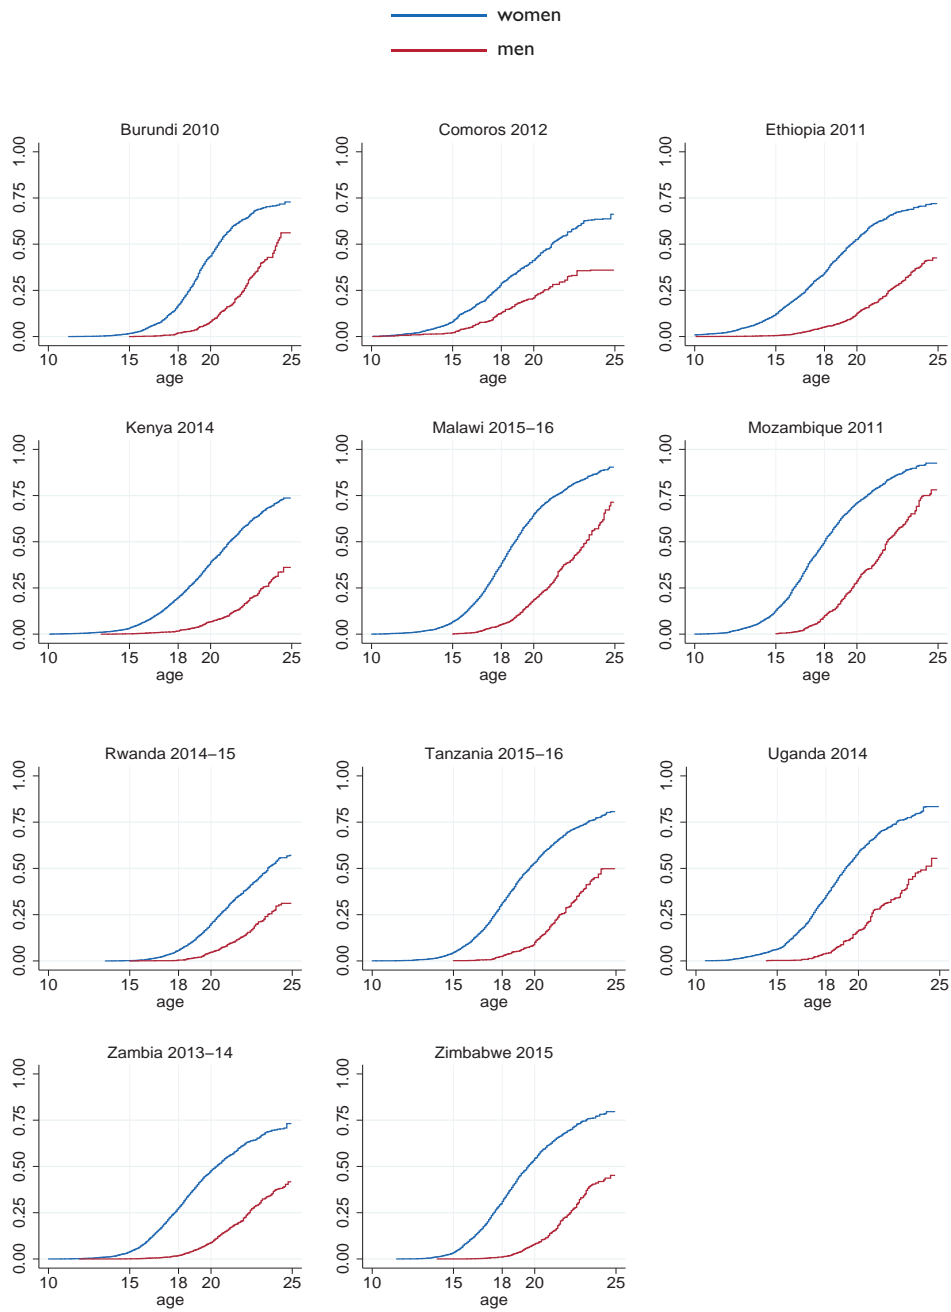 women
men
Burundi 2010
Comoros 2012
Ethiopia 2011
0.00 0.25 0.50 0.75 1.00
10 15 18 20 25
age
0.00 0.25 0.50 0.75 1.00
10 15 18 20 25
age
0.00 0.25 0.50 0.75 1.00
10 15 18 20 25
age
Kenya 2014
Malawi 2015–16
Mozambique 2011
0.00 0.25 0.50 0.75 1.00
10 15 18 20 25
age
0.00 0.25 0.50 0.75 1.00
10 15 18 20 25
age
0.00 0.25 0.50 0.75 1.00
10 15 18 20 25
age
Rwanda 2014–15
Tanzania 2015–16
Uganda 2014
0.00 0.25 0.50 0.75 1.00
10 15 18 20 25
age
0.00 0.25 0.50 0.75 1.00
10 15 18 20 25
age
0.00 0.25 0.50 0.75 1.00
10 15 18 20 25
age
Zambia 2013–14
Zimbabwe 2015
0.00 0.25 0.50 0.75 1.00
10 15 18 20 25
age
0.00 0.25 0.50 0.75 1.00
10 15 18 20 25
age